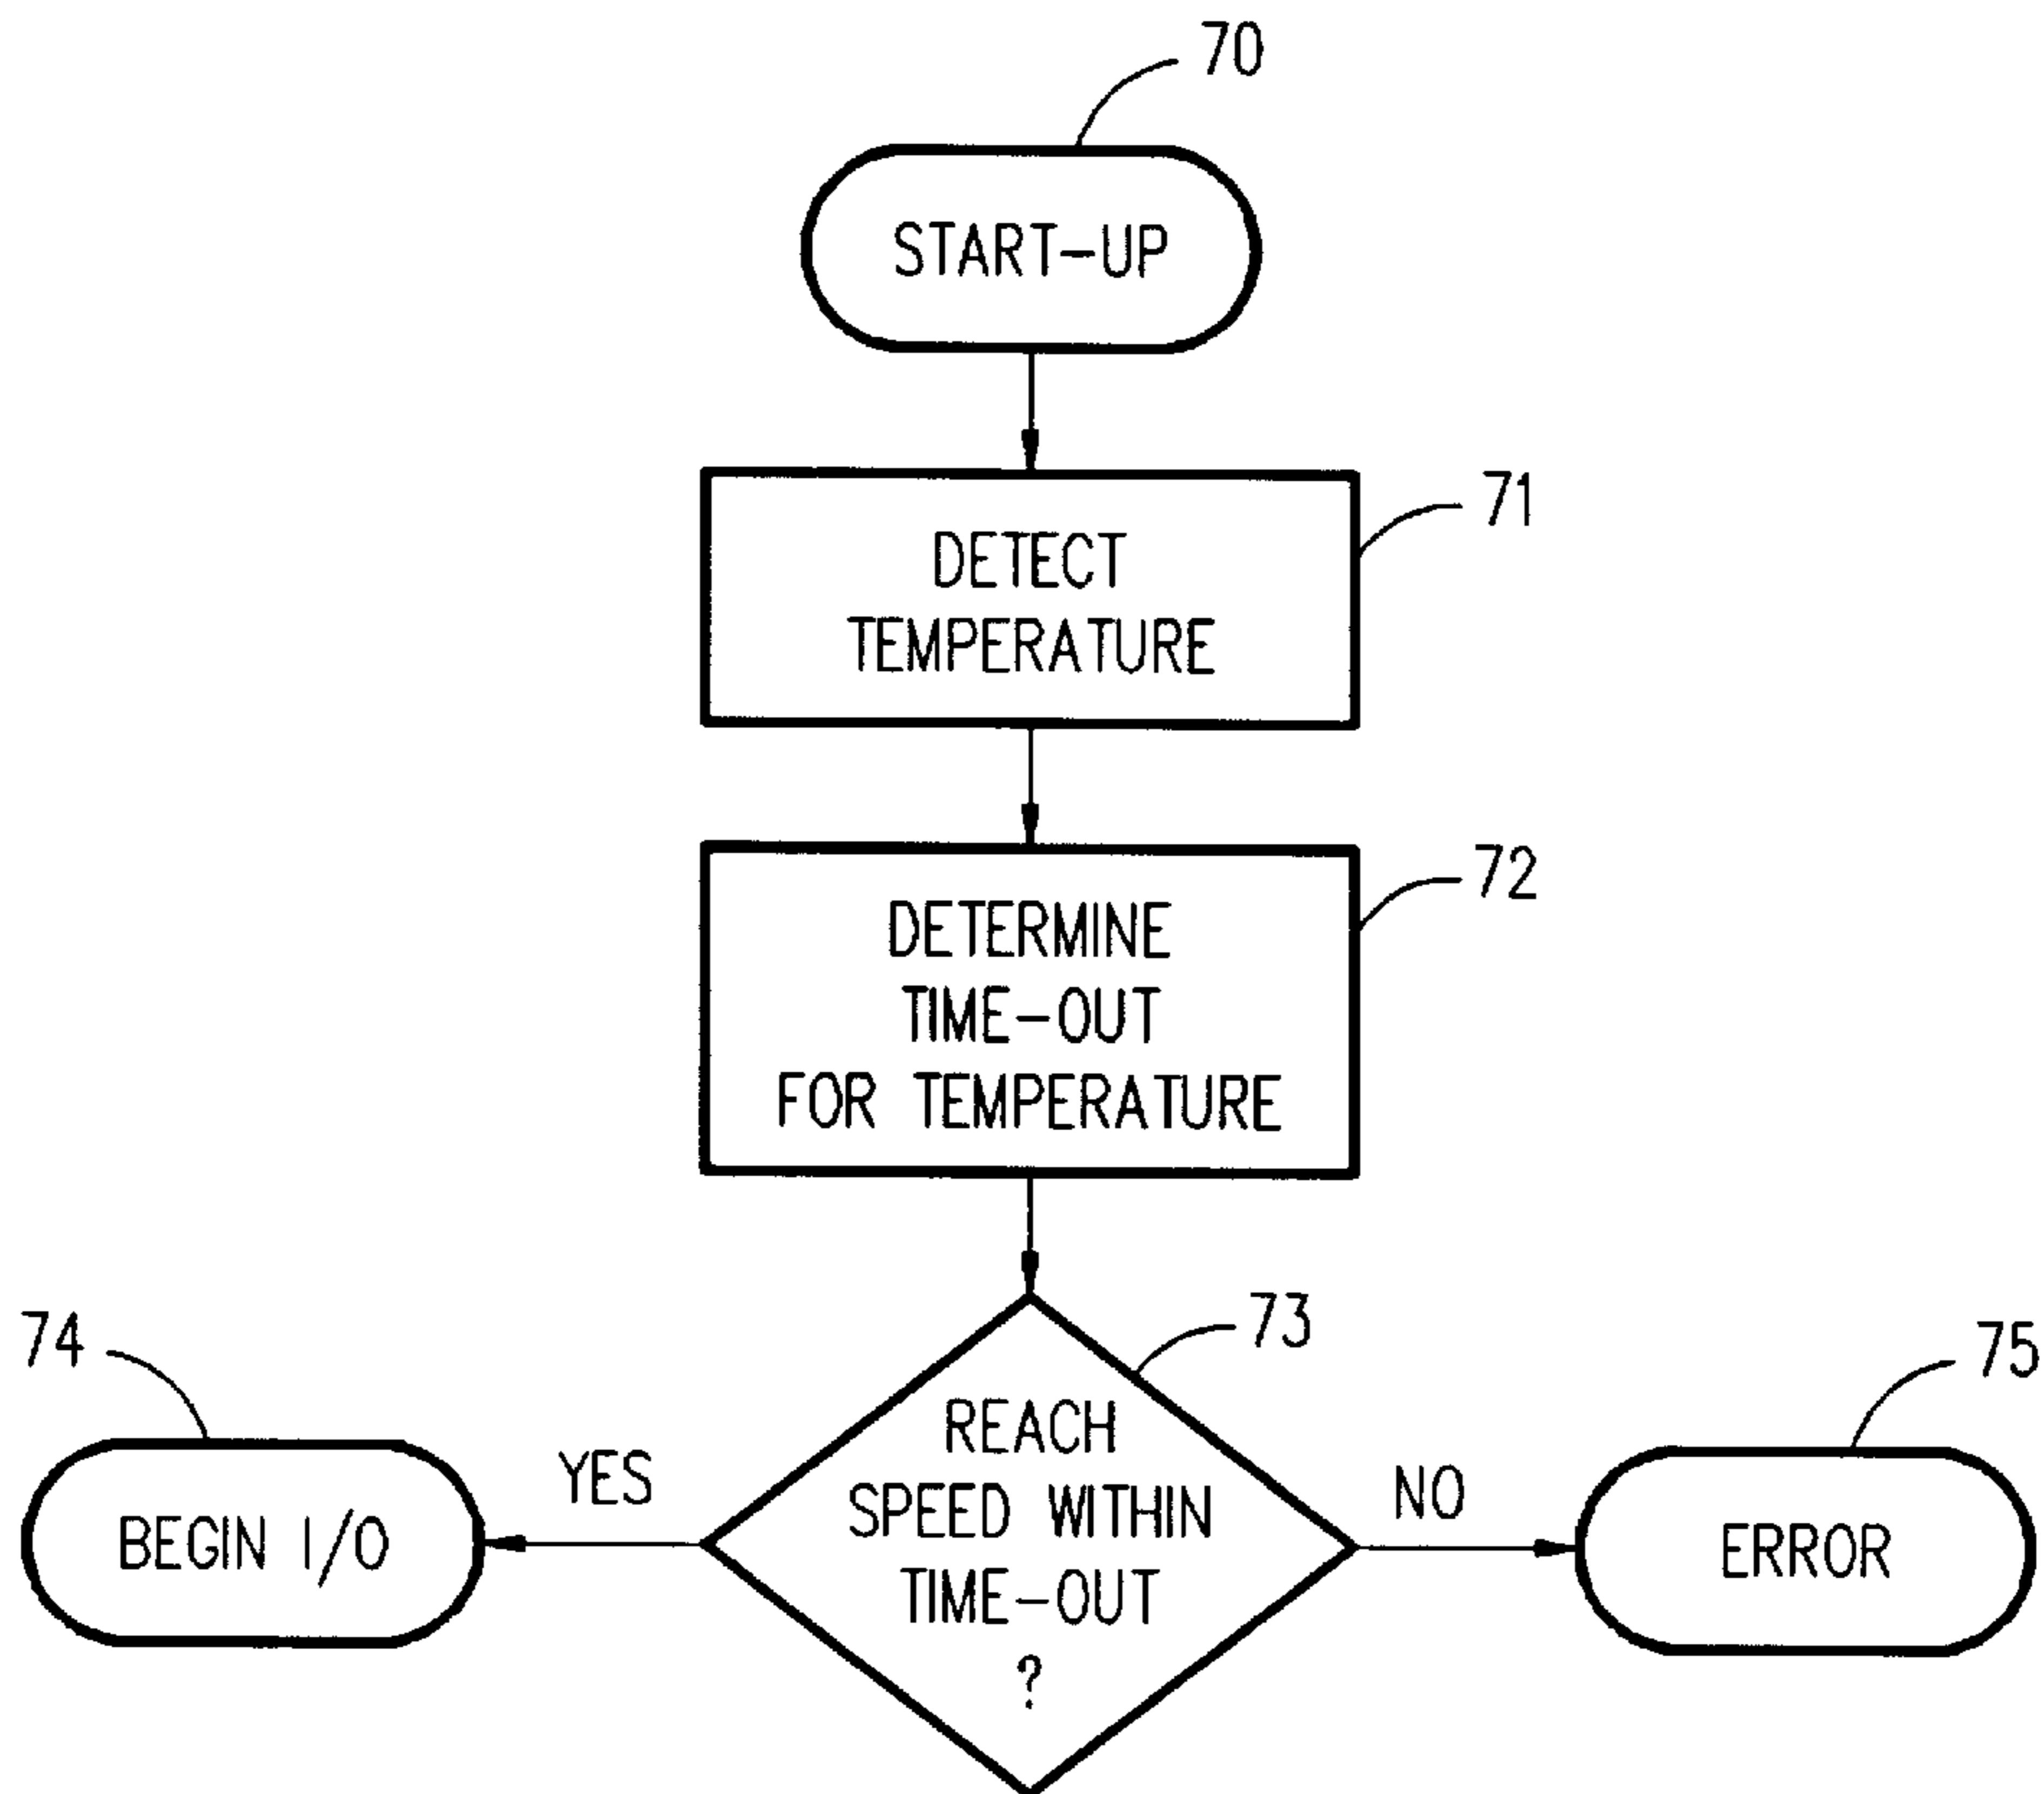 70
START-UP
71
DETECT
TEMPERATURE
72
DETERMINE
TIME-OUT
FOR TEMPERATURE
73
REACH
SPEED WITHIN
TIME-OUT
?
74
YES
BEGIN I/O
75
NO
ERROR